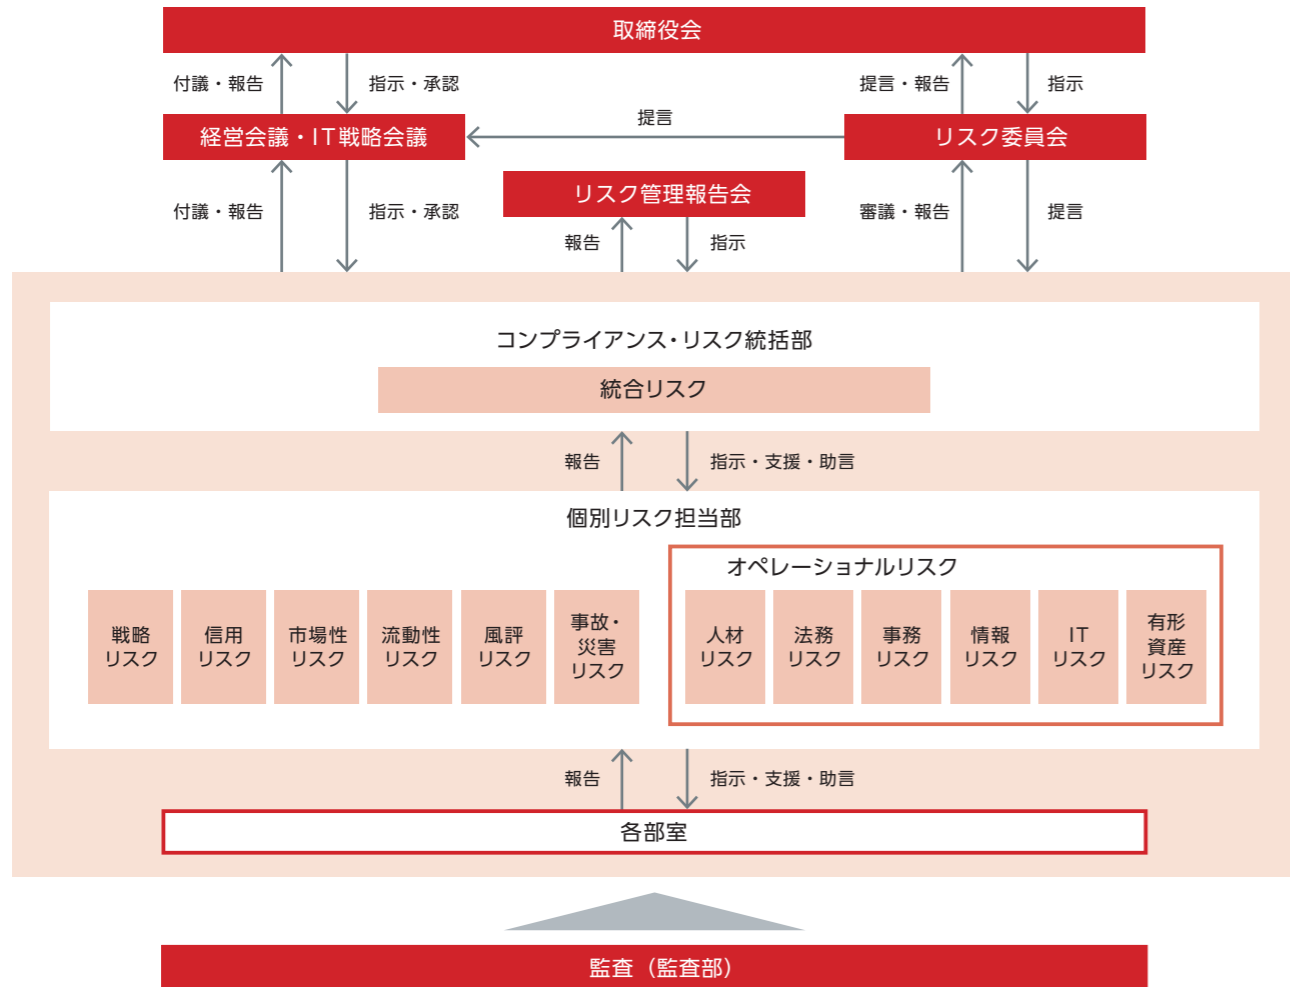 取締役会
付議・報告
指示・承認
提言・報告
指示
提言
経営会議・IT戦略会議
リスク委員会
リスク管理報告会
付議・報告
指示・承認
報告
指示
審議・報告
提言
コンプライアンス・リスク統括部
統合リスク
報告
指示・支援・助言
個別リスク担当部
オペレーショナルリスク
戦略
リスク
信用
リスク
市場性
リスク
流動性
リスク
風評
リスク
事故・
災害
リスク
人材
リスク
法務
リスク
事務
リスク
情報
リスク
IT
リスク
有形
資産
リスク
報告
指示・支援・助言
各部室
監査（監査部）